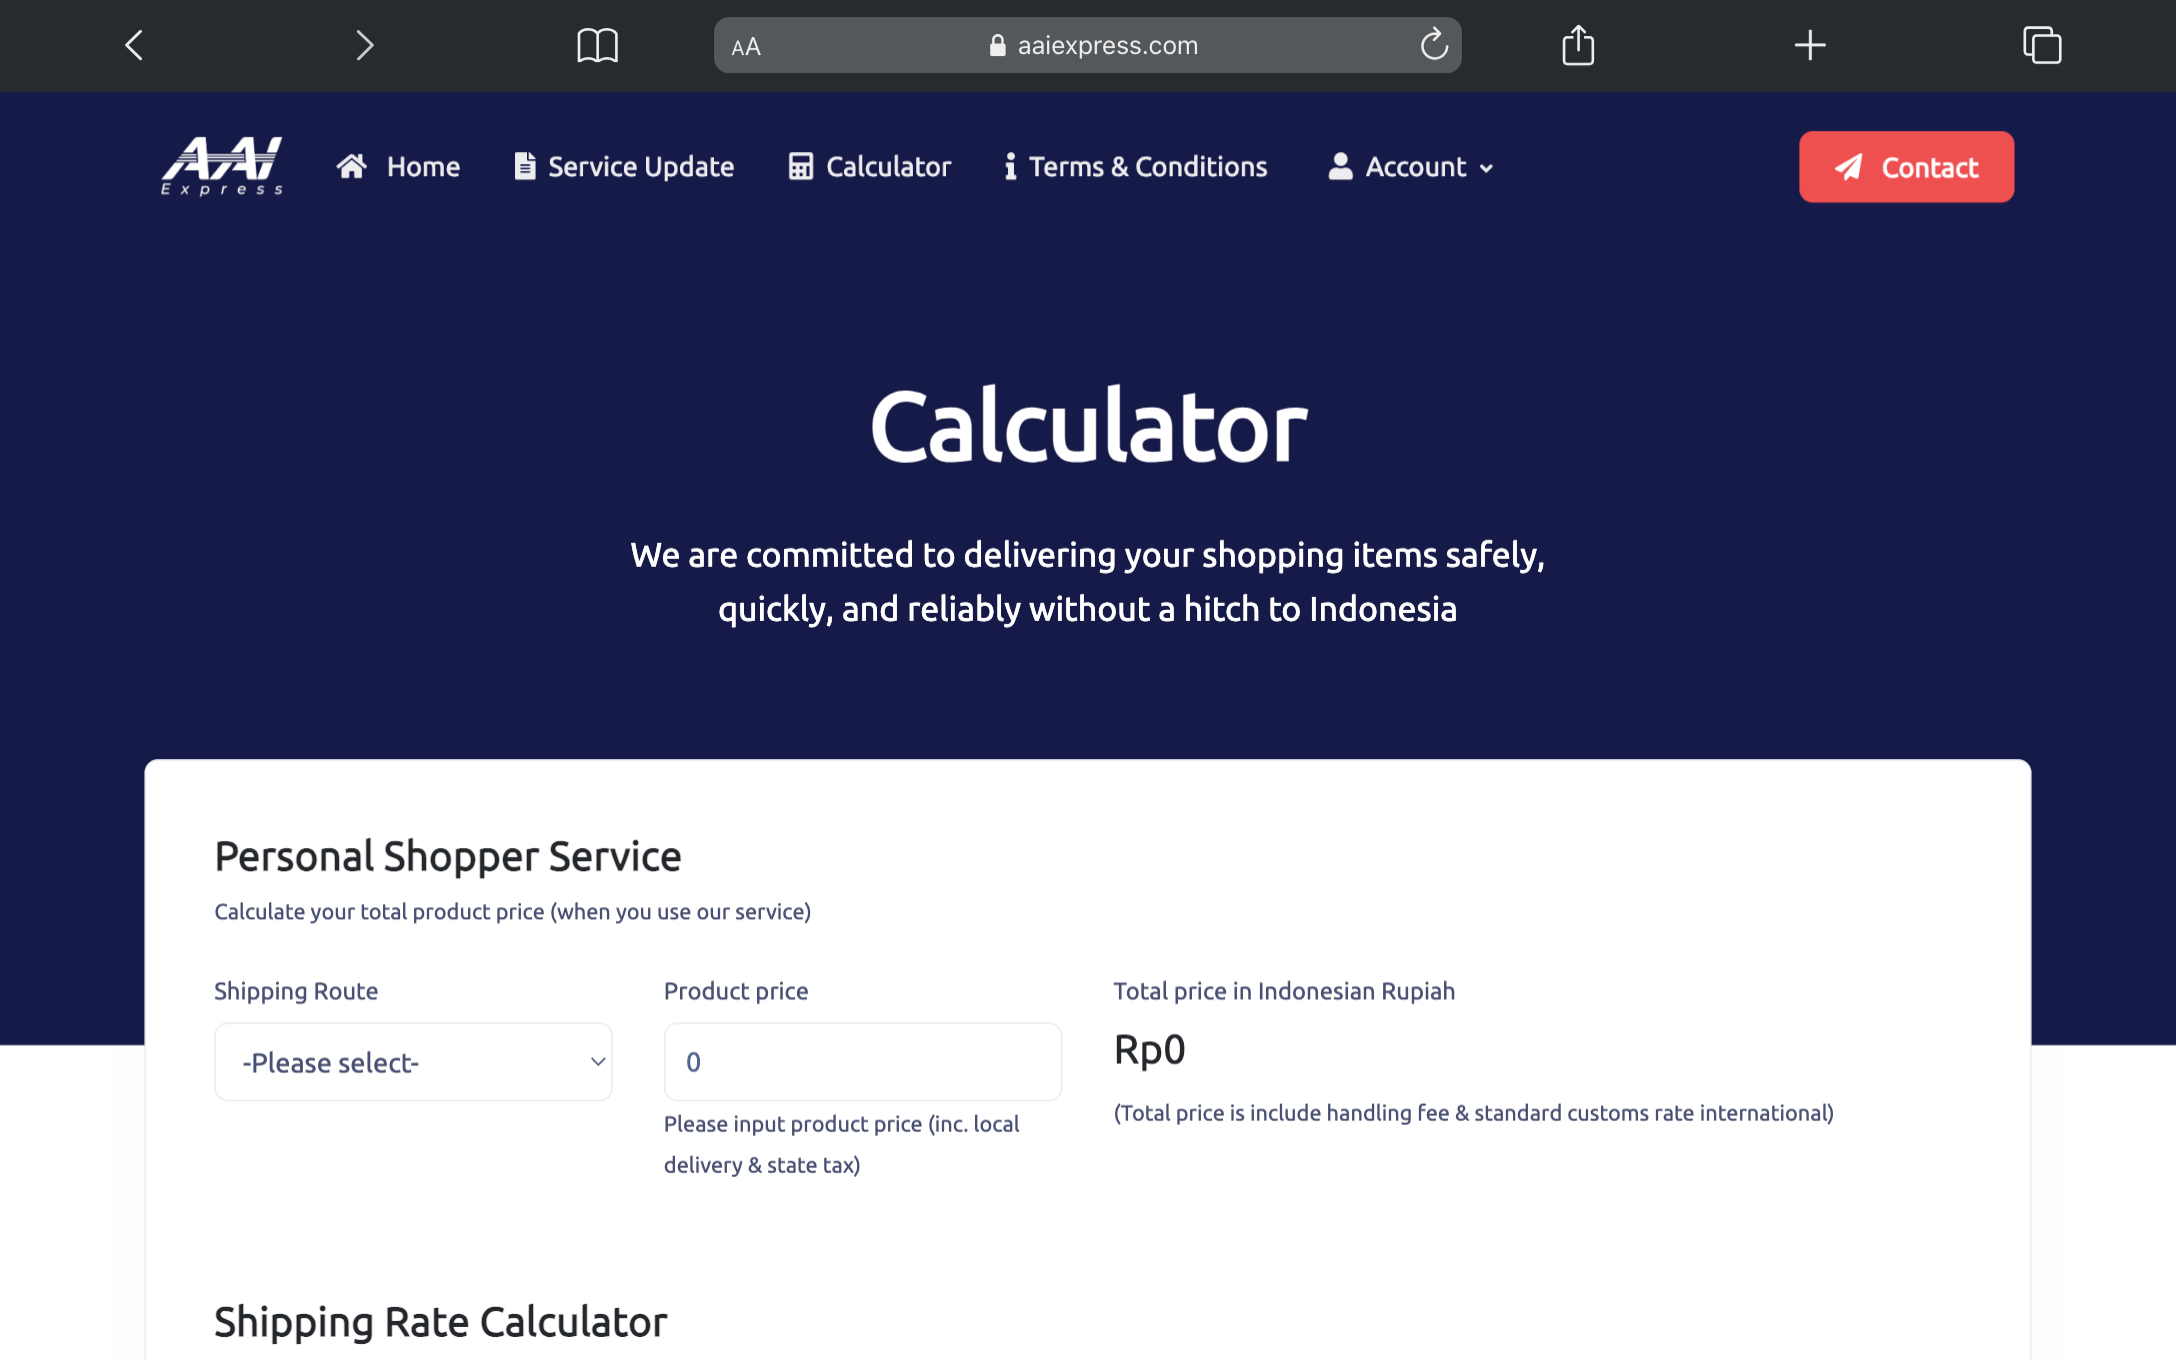 AA
aaiexpress.com
AAI
Express
Home
Service Update
Calculator
Terms & Conditions
Account
Contact
Calculator
We are committed to delivering your shopping items safely,
quickly, and reliably without a hitch to Indonesia
Personal Shopper Service
Calculate your total product price (when you use our service)
Shipping Route
-Please select-
Product price
0
Please input product price (inc. local
delivery & state tax)
Total price in Indonesian Rupiah
Rp0
(Total price is include handling fee & standard customs rate international)
Shipping Rate Calculator